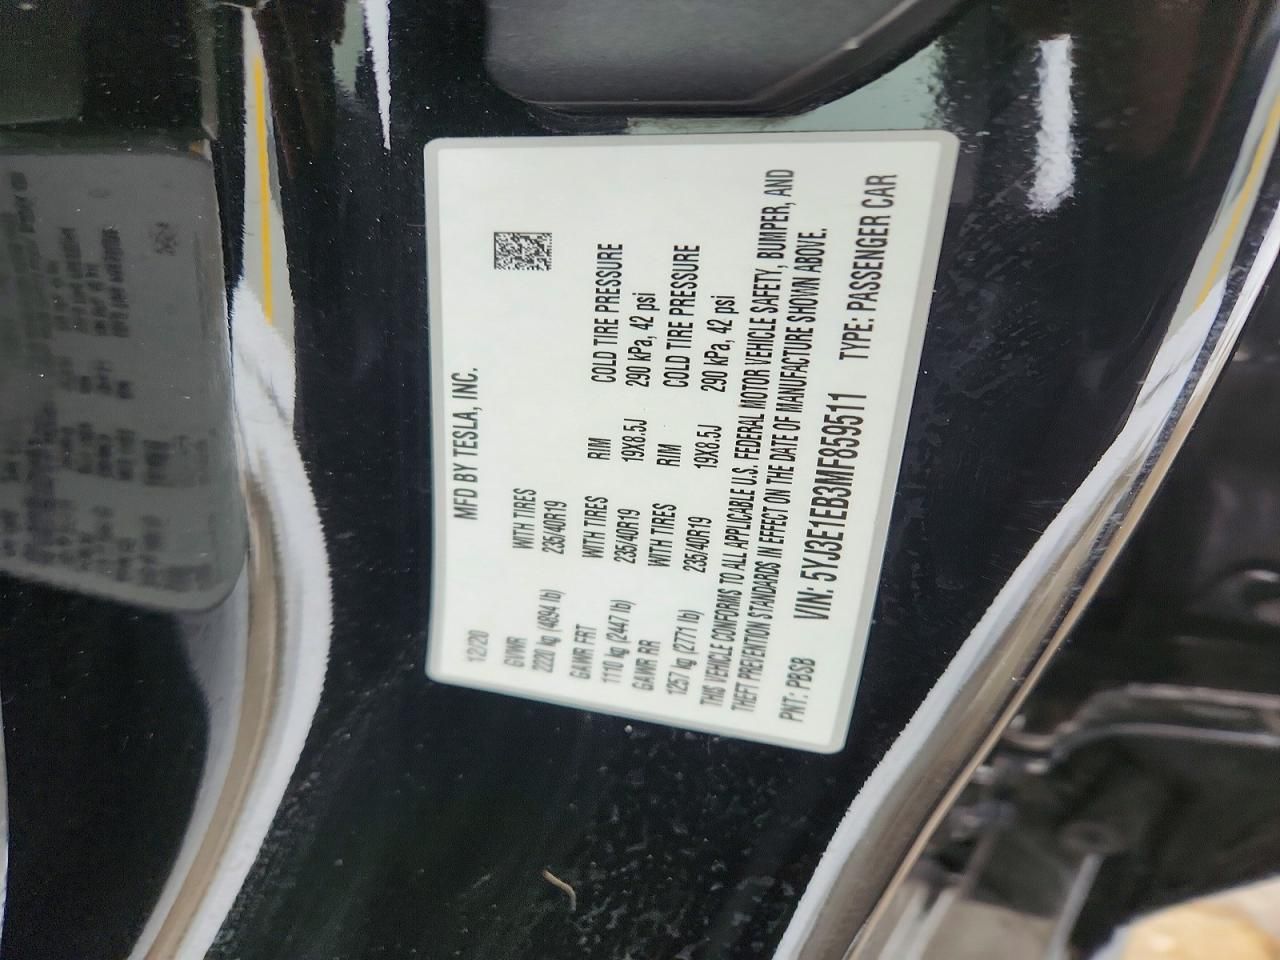 MFD BY TESLA, INC.
12/20
GVWR WITH TIRES
2220 kg (4894 lb) 235/40R19
GAWR FRT WITH TIRES RIM COLD TIRE PRESSURE
1110 kg (2447 lb) 235/40R19 19X8.5J 290 kPa, 42 psi
GAWR RR WITH TIRES RIM COLD TIRE PRESSURE
1257 kg (2771 lb) 235/40R19 19X8.5J 290 kPa, 42 psi
THIS VEHICLE CONFORMS TO ALL APPLICABLE U.S. FEDERAL MOTOR VEHICLE SAFETY, BUMPER, AND
THEFT PREVENTION STANDARDS IN EFFECT ON THE DATE OF MANUFACTURE SHOWN ABOVE.
PNT: PBSB VIN: 5YJ3E1EB3MF859511 TYPE: PASSENGER CAR